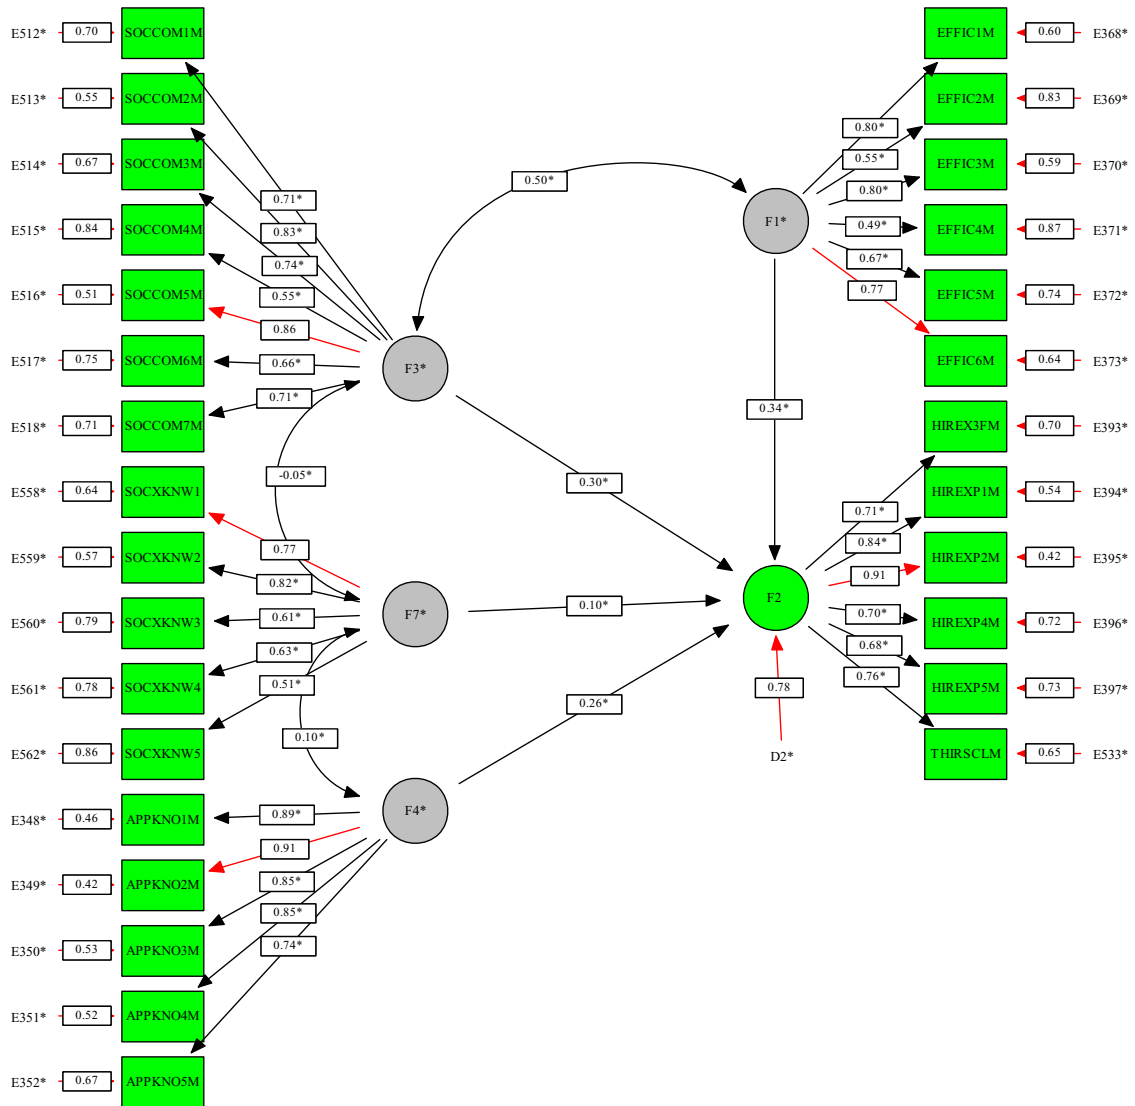 E512* 0.70 SOCCOM1M
E513* 0.55 SOCCOM2M
E514* 0.67 SOCCOM3M
E515* 0.84 SOCCOM4M
E516* 0.51 SOCCOM5M
E517* 0.75 SOCCOM6M
E518* 0.71 SOCCOM7M
E558* 0.64 SOCXKNW1
E559* 0.57 SOCXKNW2
E560* 0.79 SOCXKNW3
E561* 0.78 SOCXKNW4
E562* 0.86 SOCXKNW5
E348* 0.46 APPKNO1M
E349* 0.42 APPKNO2M
E350* 0.53 APPKNO3M
E351* 0.52 APPKNO4M
E352* 0.67 APPKNO5M
0.71*
0.83*
0.74*
0.55*
0.86
0.66*
0.71*
-0.05*
0.77
0.82*
0.61*
0.63*
0.51*
0.10*
0.89*
0.91
0.85*
0.85*
0.74*
F3*
F7*
F4*
0.50*
0.30*
0.10*
0.26*
F1*
0.34*
F2
0.78
D2*
0.80*
0.55*
0.80*
0.49*
0.67*
0.77
0.71*
0.84*
0.91
0.70*
0.68*
0.76*
EFFIC1M 0.60 E368*
EFFIC2M 0.83 E369*
EFFIC3M 0.59 E370*
EFFIC4M 0.87 E371*
EFFIC5M 0.74 E372*
EFFIC6M 0.64 E373*
HIREX3FM 0.70 E393*
HIREXP1M 0.54 E394*
HIREXP2M 0.42 E395*
HIREXP4M 0.72 E396*
HIREXP5M 0.73 E397*
THIRSCLM 0.65 E533*